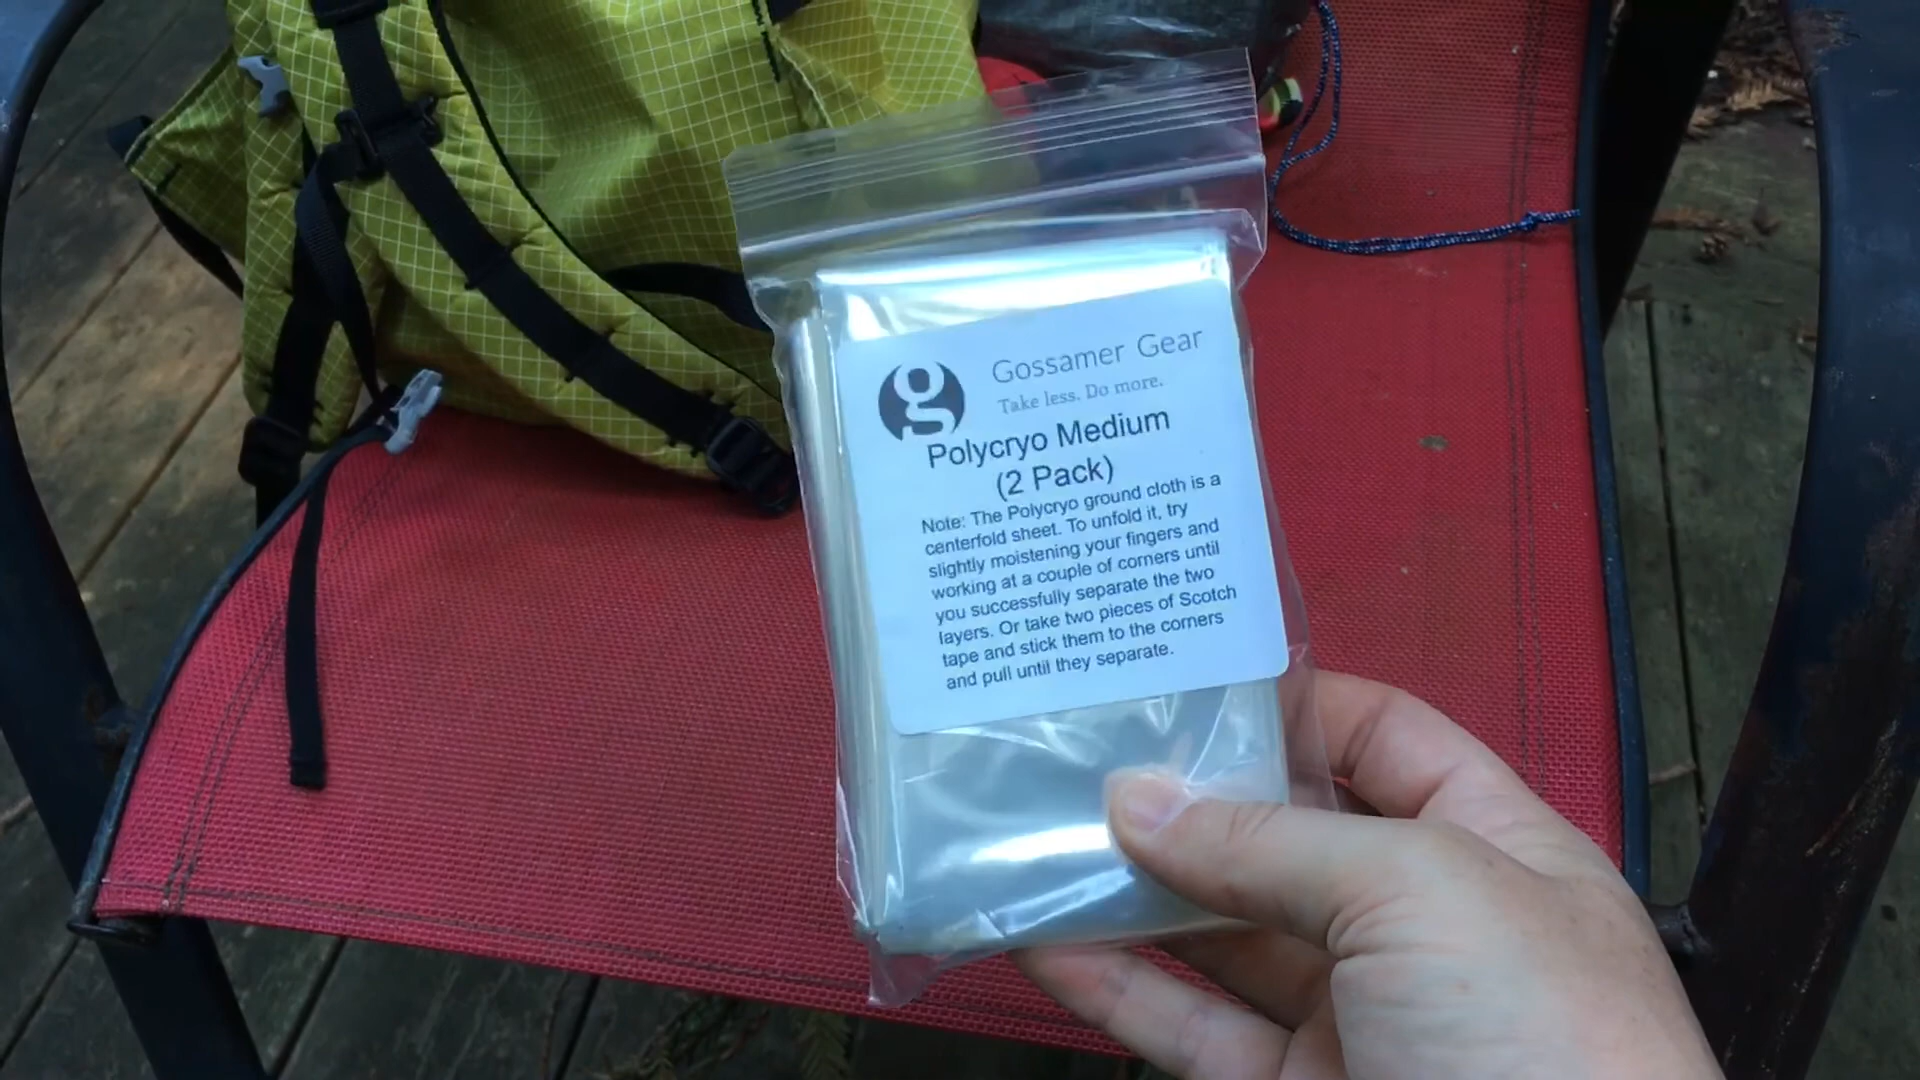 g
Gossamer Gear
Take less. Do more.
Polycryo Medium
(2 Pack)
Note: The Polycryo ground cloth is a
centerfold sheet. To unfold it, try
slightly moistening your fingers and
working at a couple of corners until
you successfully separate the two
layers. Or take two pieces of Scotch
tape and stick them to the corners
and pull until they separate.